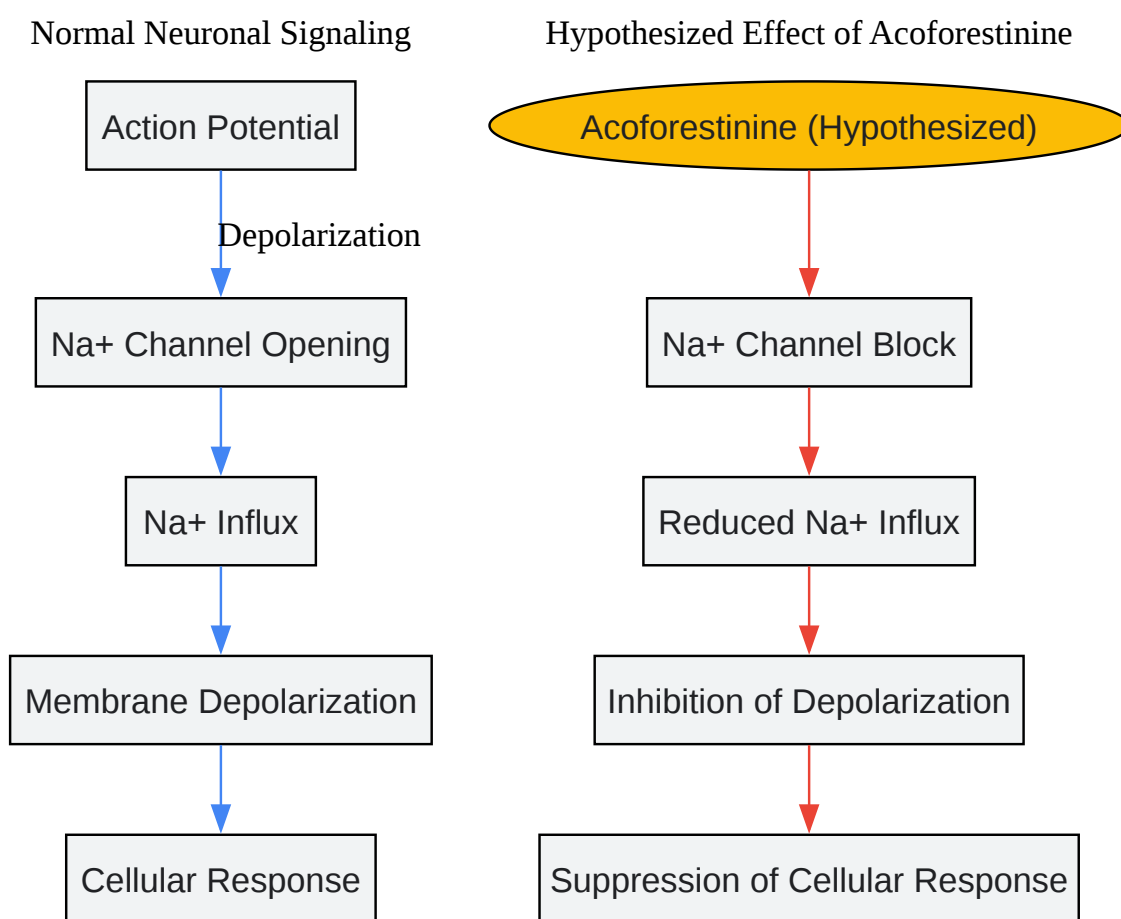 Normal Neuronal Signaling
Action Potential
Depolarization
Na+ Channel Opening
Na+ Influx
Membrane Depolarization
Cellular Response
Hypothesized Effect of Acoforestinine
Acoforestinine (Hypothesized)
Na+ Channel Block
Reduced Na+ Influx
Inhibition of Depolarization
Suppression of Cellular Response